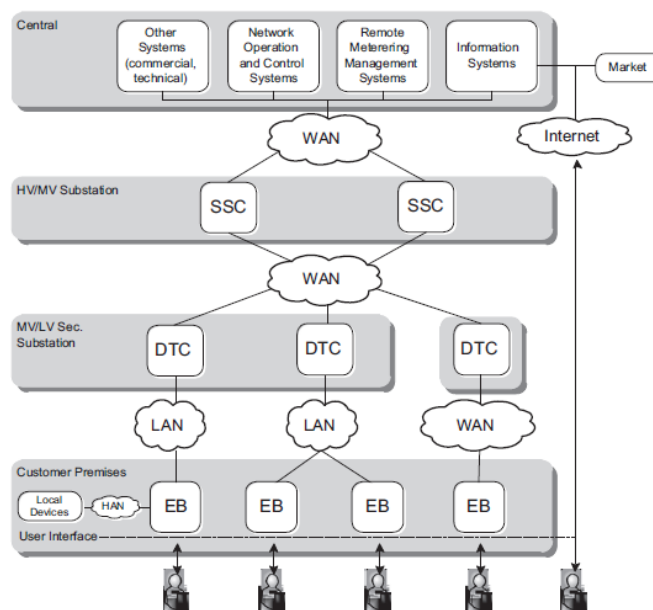 Central
Other
Systems
(commercial,
technical)
Network
Operation
and Control
Systems
Remote
Meterering
Management
Systems
Information
Systems
Market
WAN
Internet
HV/MV Substation
SSC
SSC
WAN
MV/LV Sec.
Substation
DTC
DTC
DTC
LAN
LAN
WAN
Customer Premises
Local
Devices
HAN
EB
EB
EB
EB
User Interface